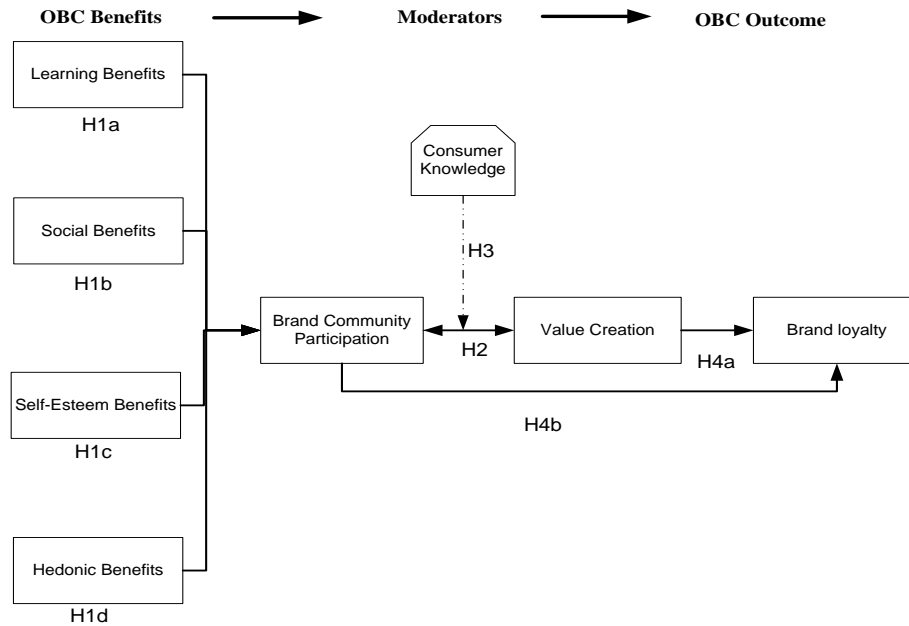 OBC Benefits
Moderators
OBC Outcome
Learning Benefits
H1a
Consumer
Knowledge
Social Benefits
H1b
H3
Brand Community
Participation
H2
Value Creation
H4a
Brand loyalty
Self-Esteem Benefits
H1c
H4b
Hedonic Benefits
H1d